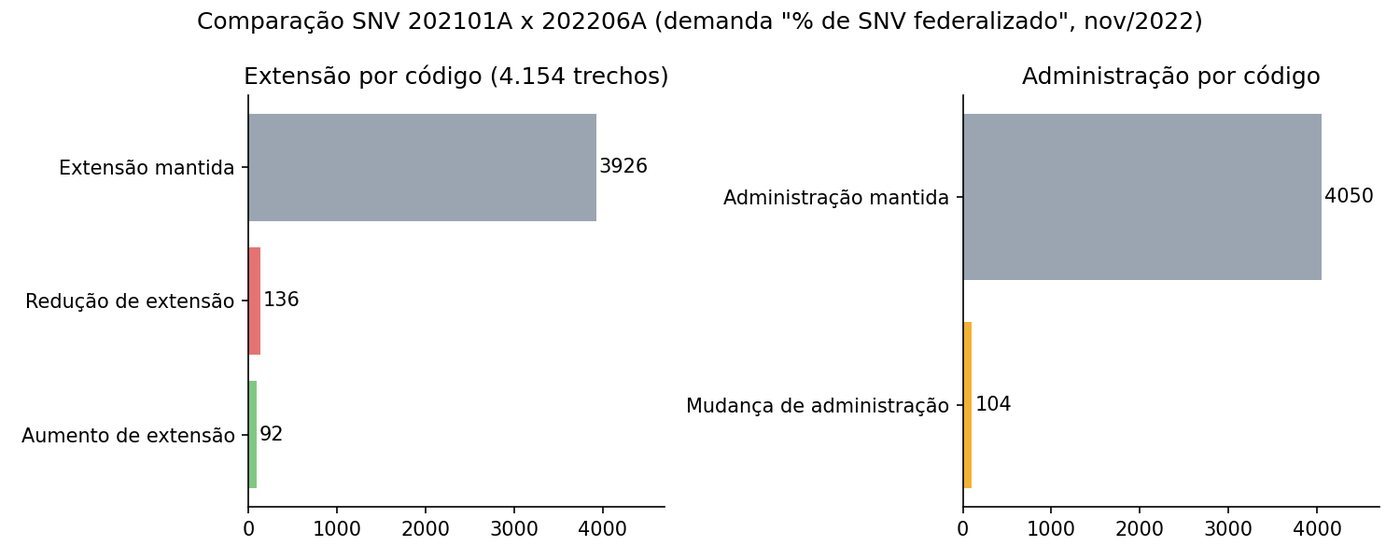 Comparação SNV 202101A x 202206A (demanda "% de SNV federalizado", nov/2022)
Extensão por código (4.154 trechos)
Extensão mantida
3926
Redução de extensão
136
Aumento de extensão
92
0 1000 2000 3000 4000
Administração por código
Administração mantida
4050
Mudança de administração
104
0 1000 2000 3000 4000